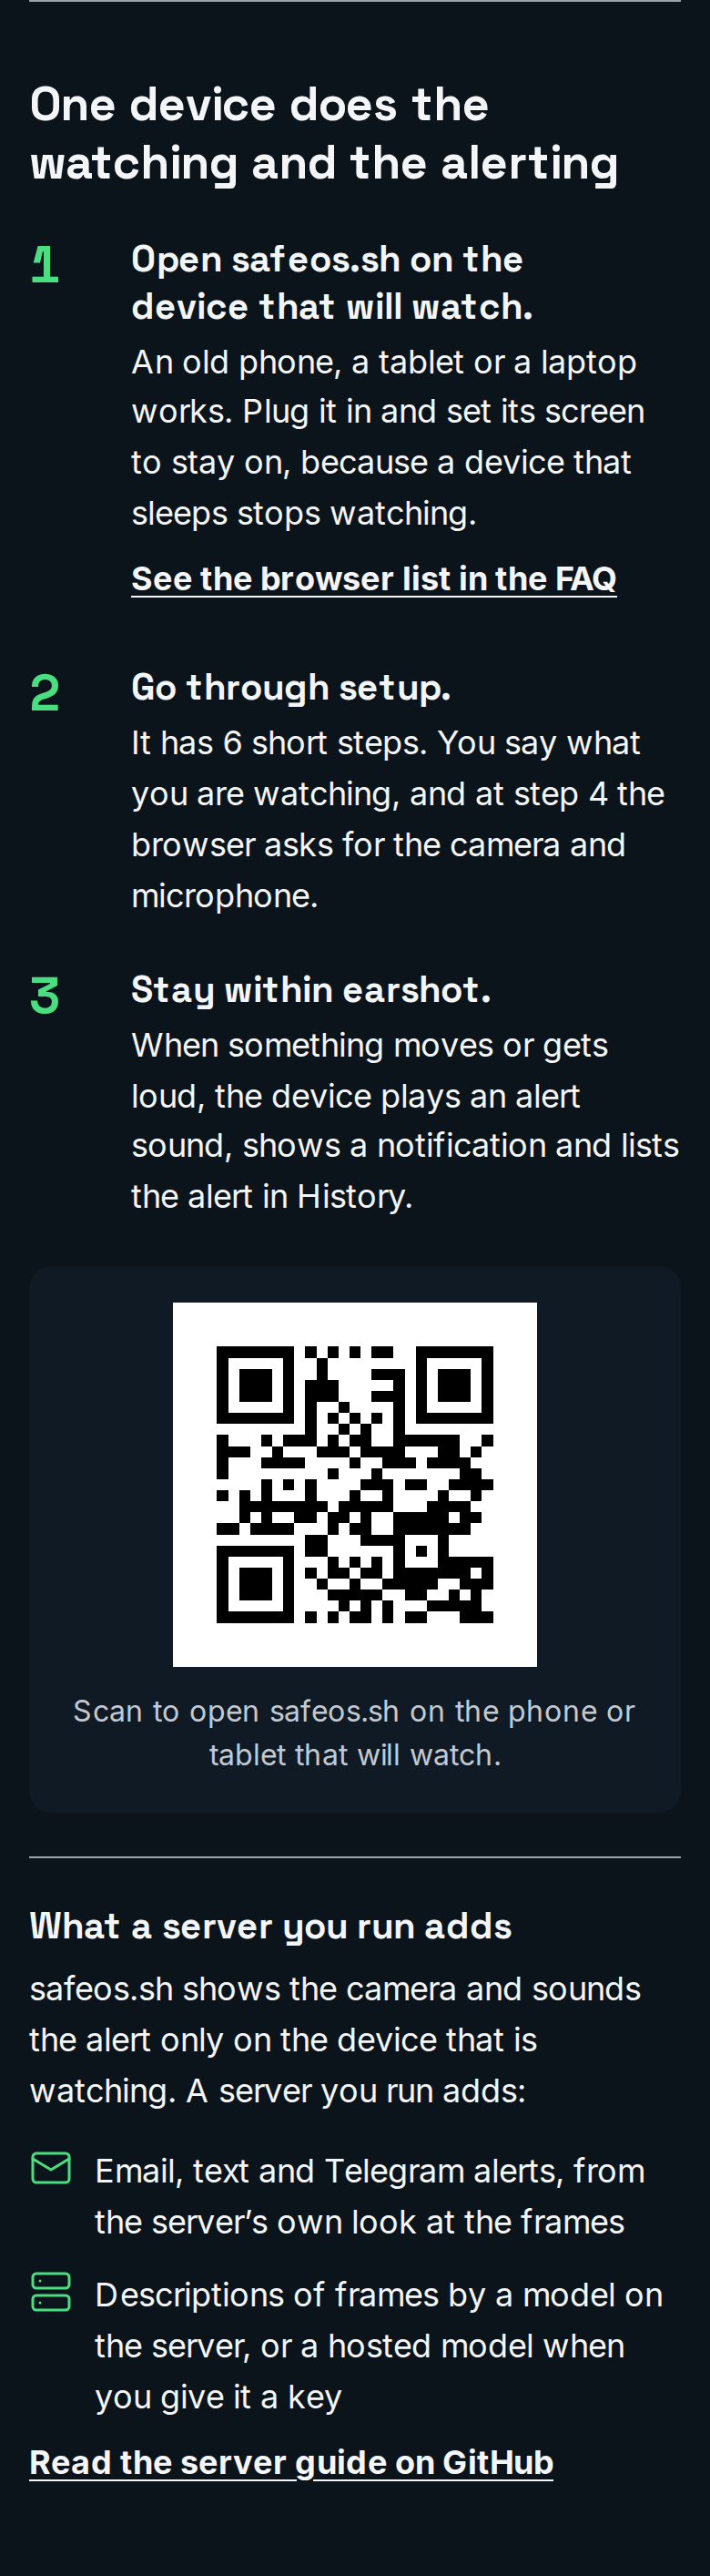 One device does the
watching and the alerting
1
Open safeos.sh on the
device that will watch.
An old phone, a tablet or a laptop
works. Plug it in and set its screen
to stay on, because a device that
sleeps stops watching.
See the browser list in the FAQ
2
Go through setup.
It has 6 short steps. You say what
you are watching, and at step 4 the
browser asks for the camera and
microphone.
3
Stay within earshot.
When something moves or gets
loud, the device plays an alert
sound, shows a notification and lists
the alert in History.
Scan to open safeos.sh on the phone or
tablet that will watch.
What a server you run adds
safeos.sh shows the camera and sounds
the alert only on the device that is
watching. A server you run adds:
Email, text and Telegram alerts, from
the server’s own look at the frames
Descriptions of frames by a model on
the server, or a hosted model when
you give it a key
Read the server guide on GitHub